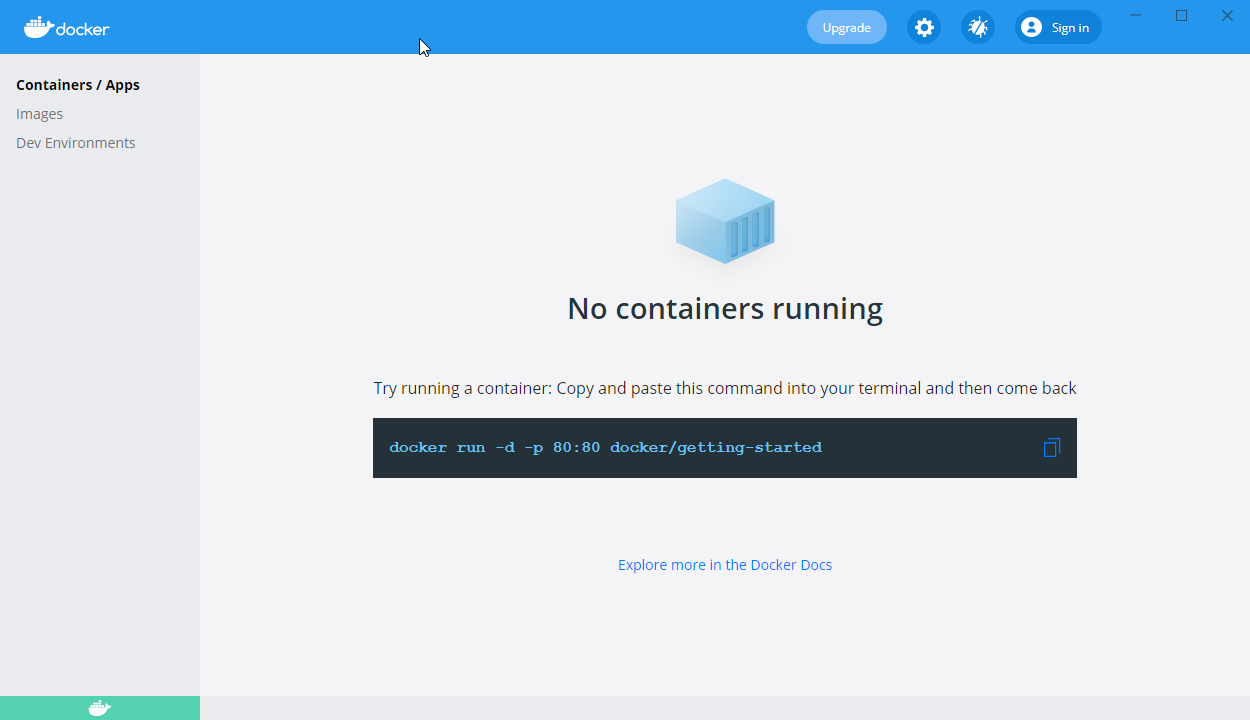 docker
Upgrade
Sign in
Containers / Apps
Images
Dev Environments
No containers running
Try running a container: Copy and paste this command into your terminal and then come back
docker run -d -p 80:80 docker/getting-started
Explore more in the Docker Docs